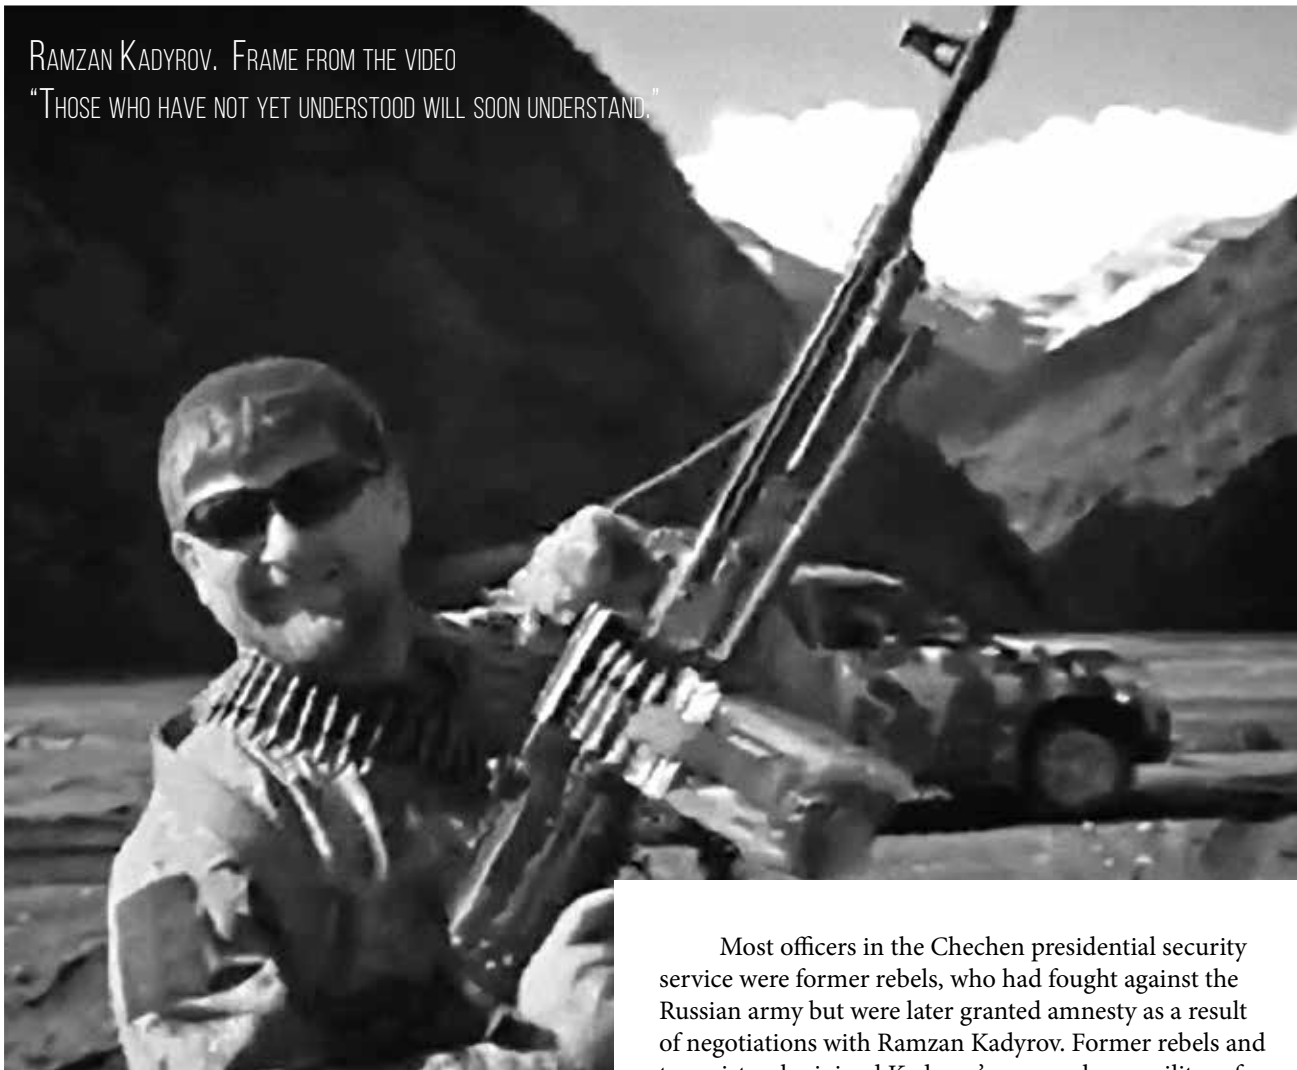 Ramzan Kadyrov. Frame from the video
“Those who have not yet understood will soon understand.”
Most officers in the Chechen presidential security
service were former rebels, who had fought against the
Russian army but were later granted amnesty as a result
of negotiations with Ramzan Kadyrov. Former rebels and